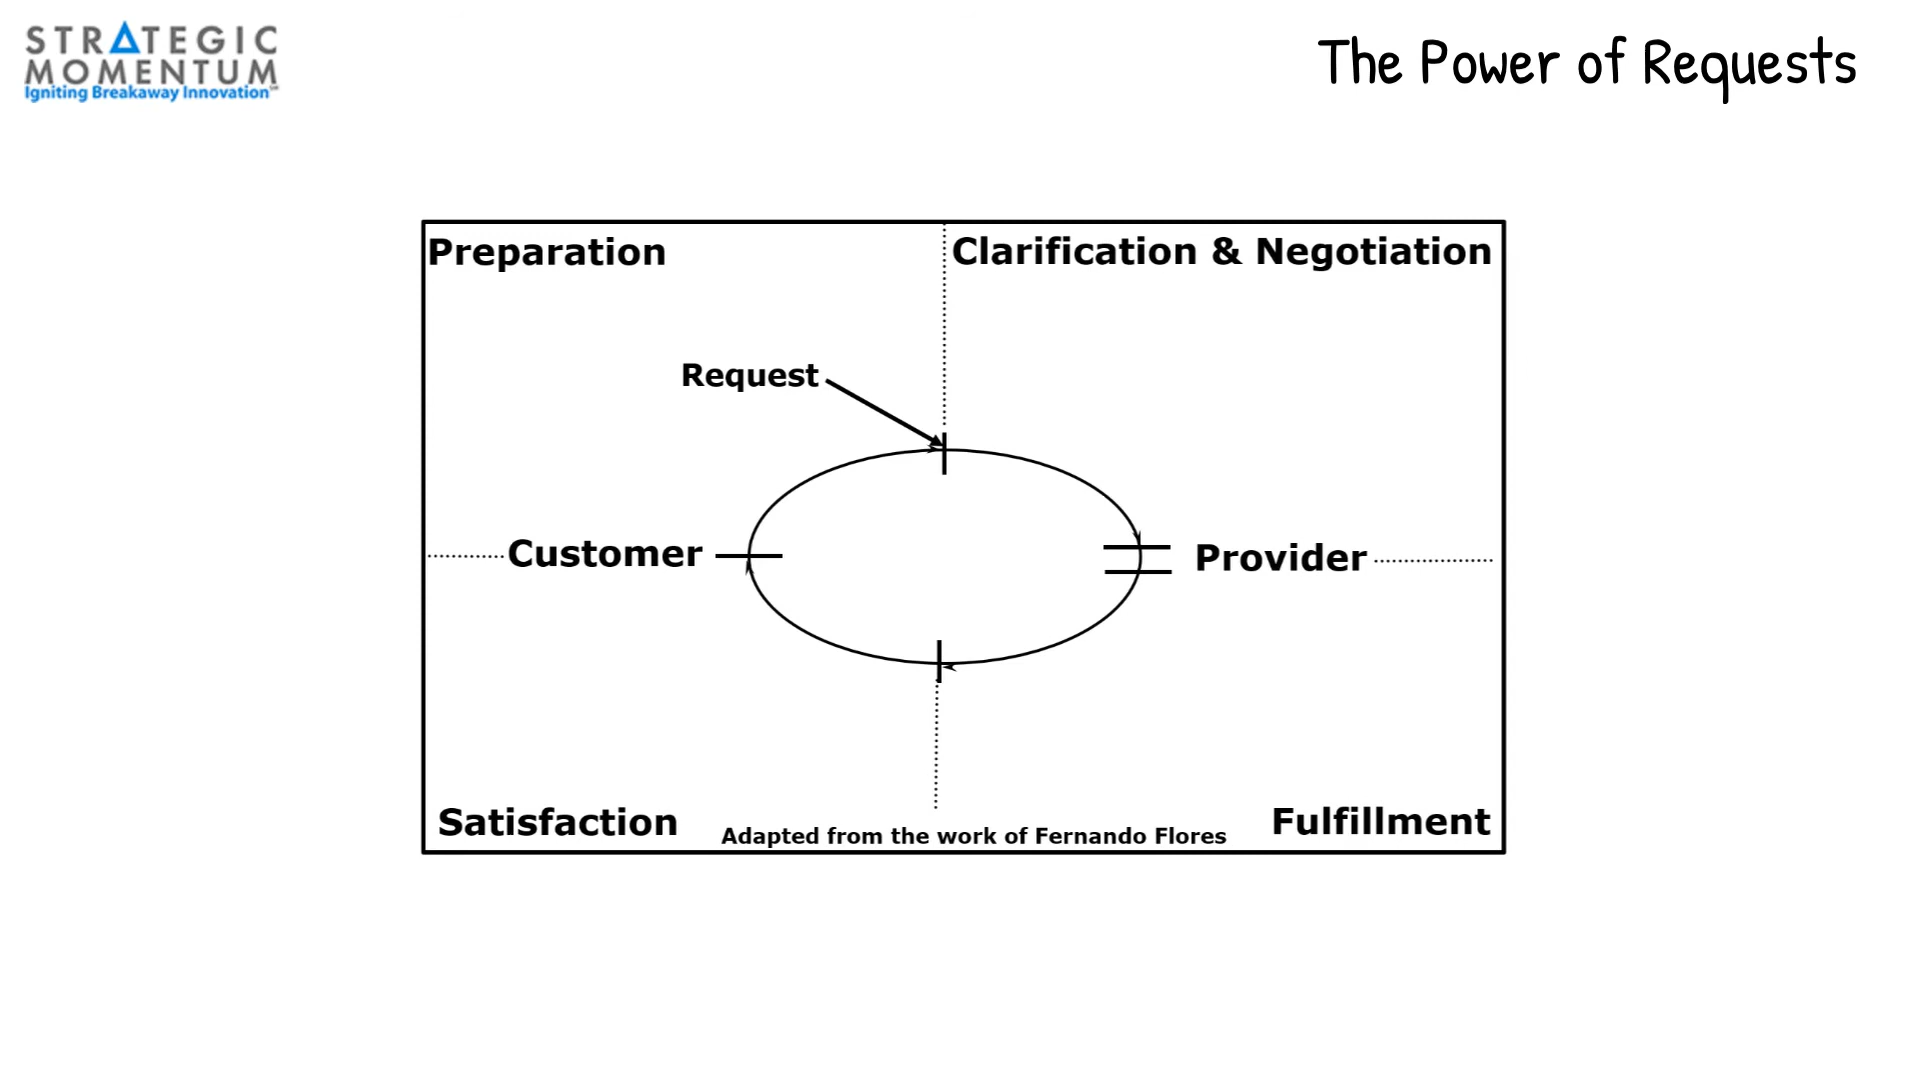 STRATEGIC
MOMENTUM
Igniting Breakaway Innovation
The Power of Requests
Preparation
Clarification & Negotiation
Request
Customer
Provider
Satisfaction
Adapted from the work of Fernando Flores
Fulfillment